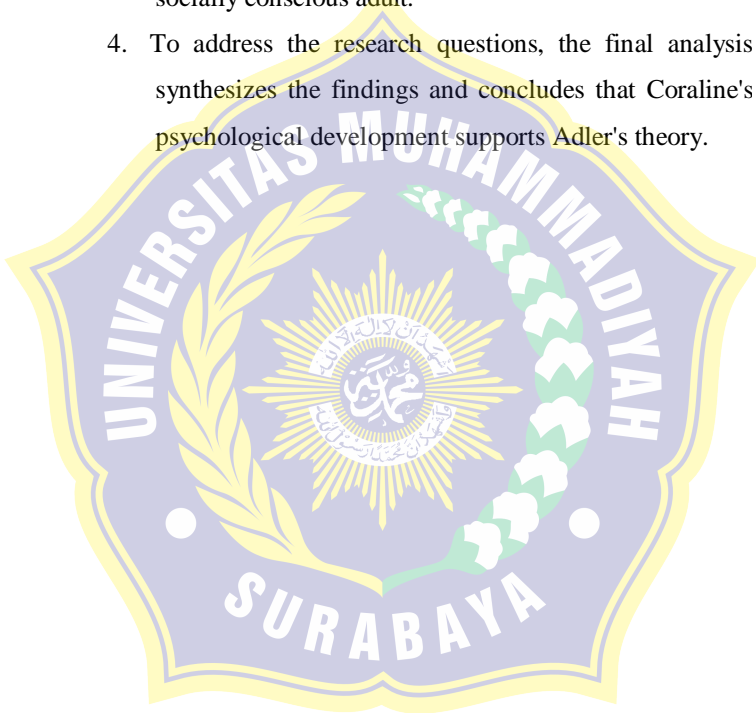 socially conscious adult.
4. To address the research questions, the final analysis
synthesizes the findings and concludes that Coraline's
psychological development supports Adler's theory.
UNIVERSITAS MUHAMMADIYAH
SURABAYA